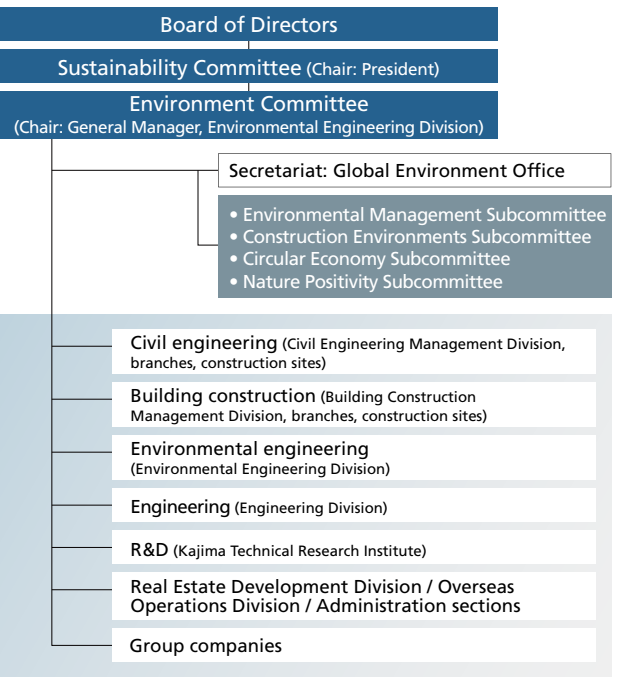 Board of Directors
Sustainability Committee (Chair: President)
Environment Committee
(Chair: General Manager, Environmental Engineering Division)
Secretariat: Global Environment Office
• Environmental Management Subcommittee
• Construction Environments Subcommittee
• Circular Economy Subcommittee
• Nature Positivity Subcommittee
Civil engineering (Civil Engineering Management Division,
branches, construction sites)
Building construction (Building Construction
Management Division, branches, construction sites)
Environmental engineering
(Environmental Engineering Division)
Engineering (Engineering Division)
R&D (Kajima Technical Research Institute)
Real Estate Development Division / Overseas
Operations Division / Administration sections
Group companies